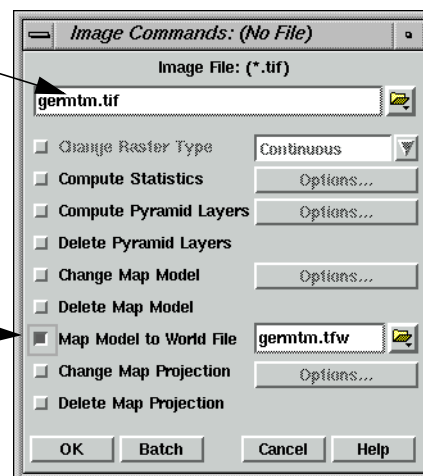 Image Commands: (No File)
Image File: (*.tif)
germtm.tif
Change Raster Type Continuous
Compute Statistics Options...
Compute Pyramid Layers Options...
Delete Pyramid Layers
Change Map Model Options...
Delete Map Model
Map Model to World File germtm.tfw
Change Map Projection Options...
Delete Map Projection
OK Batch Cancel Help